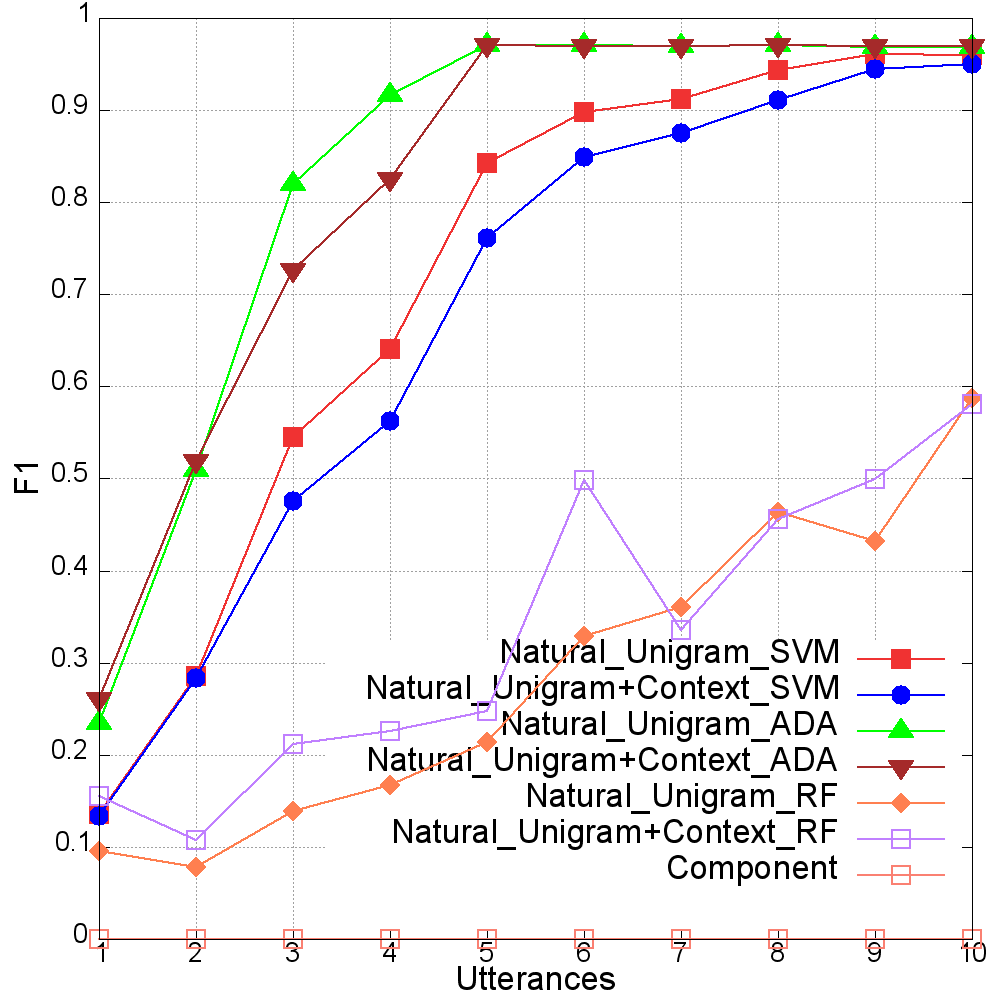 1
0.9
0.8
0.7
0.6
0.5
0.4
0.3
0.2
0.1
0
F1
Natural_Unigram_SVM
Natural_Unigram+Context_SVM
Natural_Unigram_ADA
Natural_Unigram+Context_ADA
Natural_Unigram_RF
Natural_Unigram+Context_RF
Component
1 2 3 4 5 6 7 8 9 10
Utterances